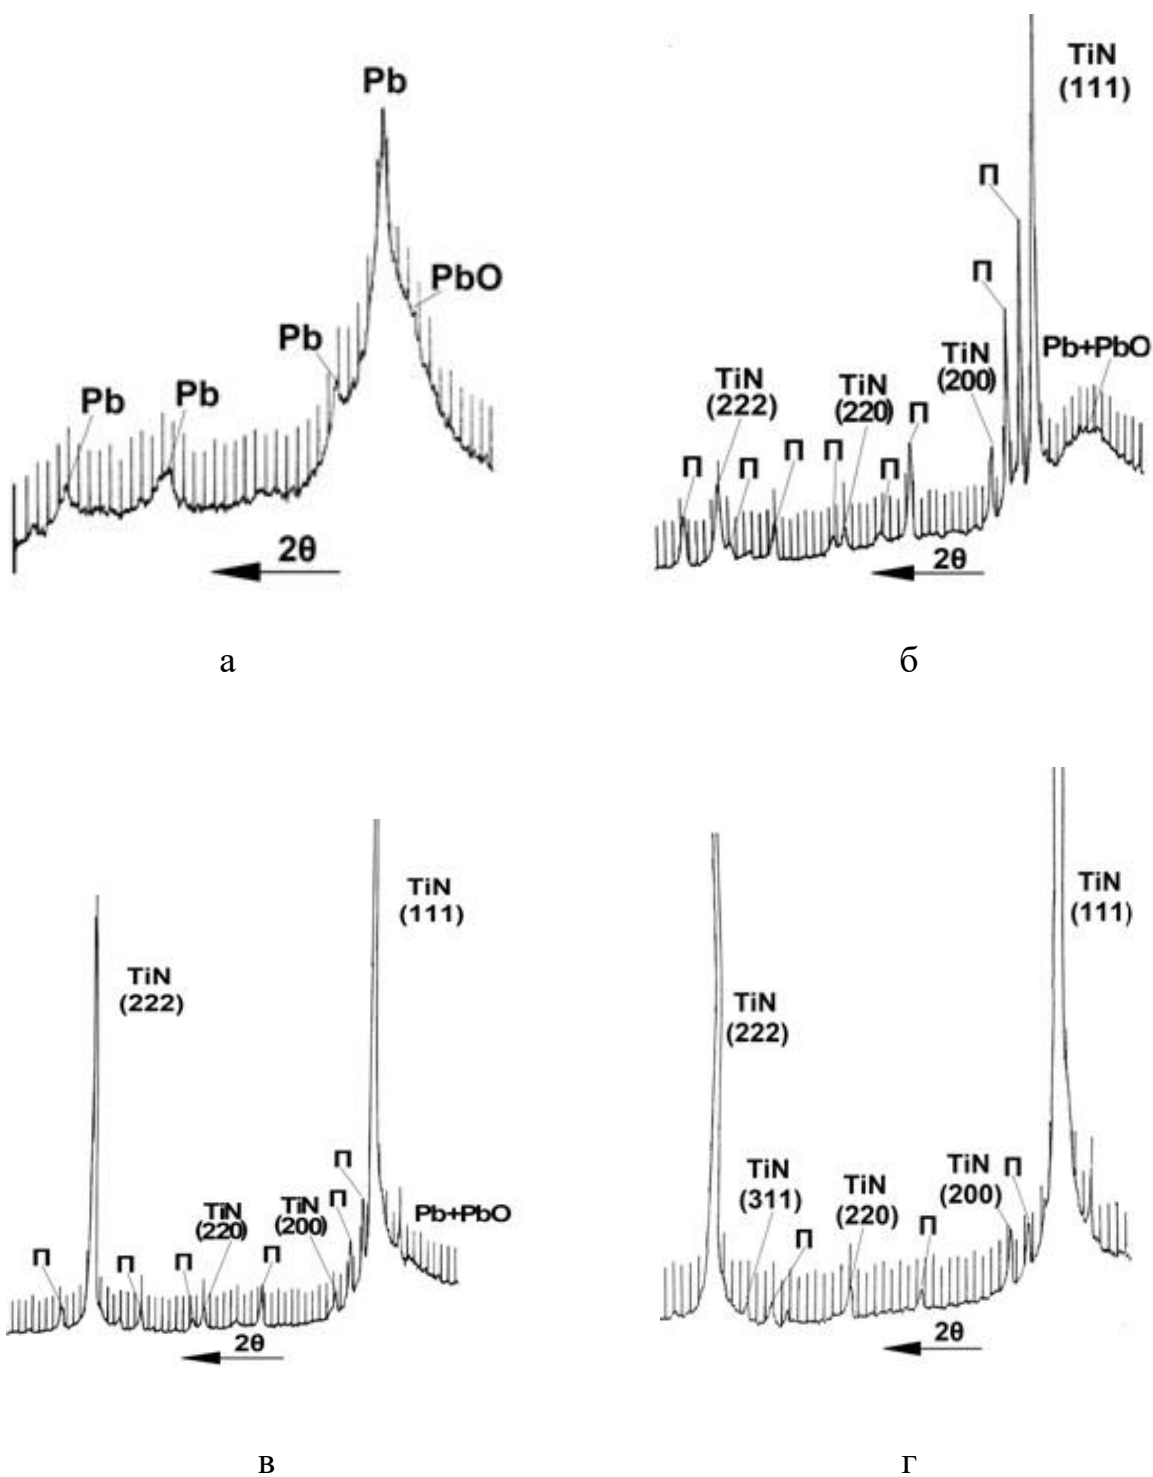 Pb
PbO
Pb
Pb
Pb
2θ
а
TiN
(111)
П
П
Pb+PbO
TiN
(200)
TiN
(222)
TiN
(220)
П
П
П
П
П
П
2θ
б
TiN
(111)
TiN
(222)
П
П
Pb+PbO
TiN
(220)
TiN
(200)
П
П
П
П
2θ
в
TiN
(111)
TiN
(222)
TiN
(311)
TiN
(220)
TiN
(200)
П
П
П
2θ
г